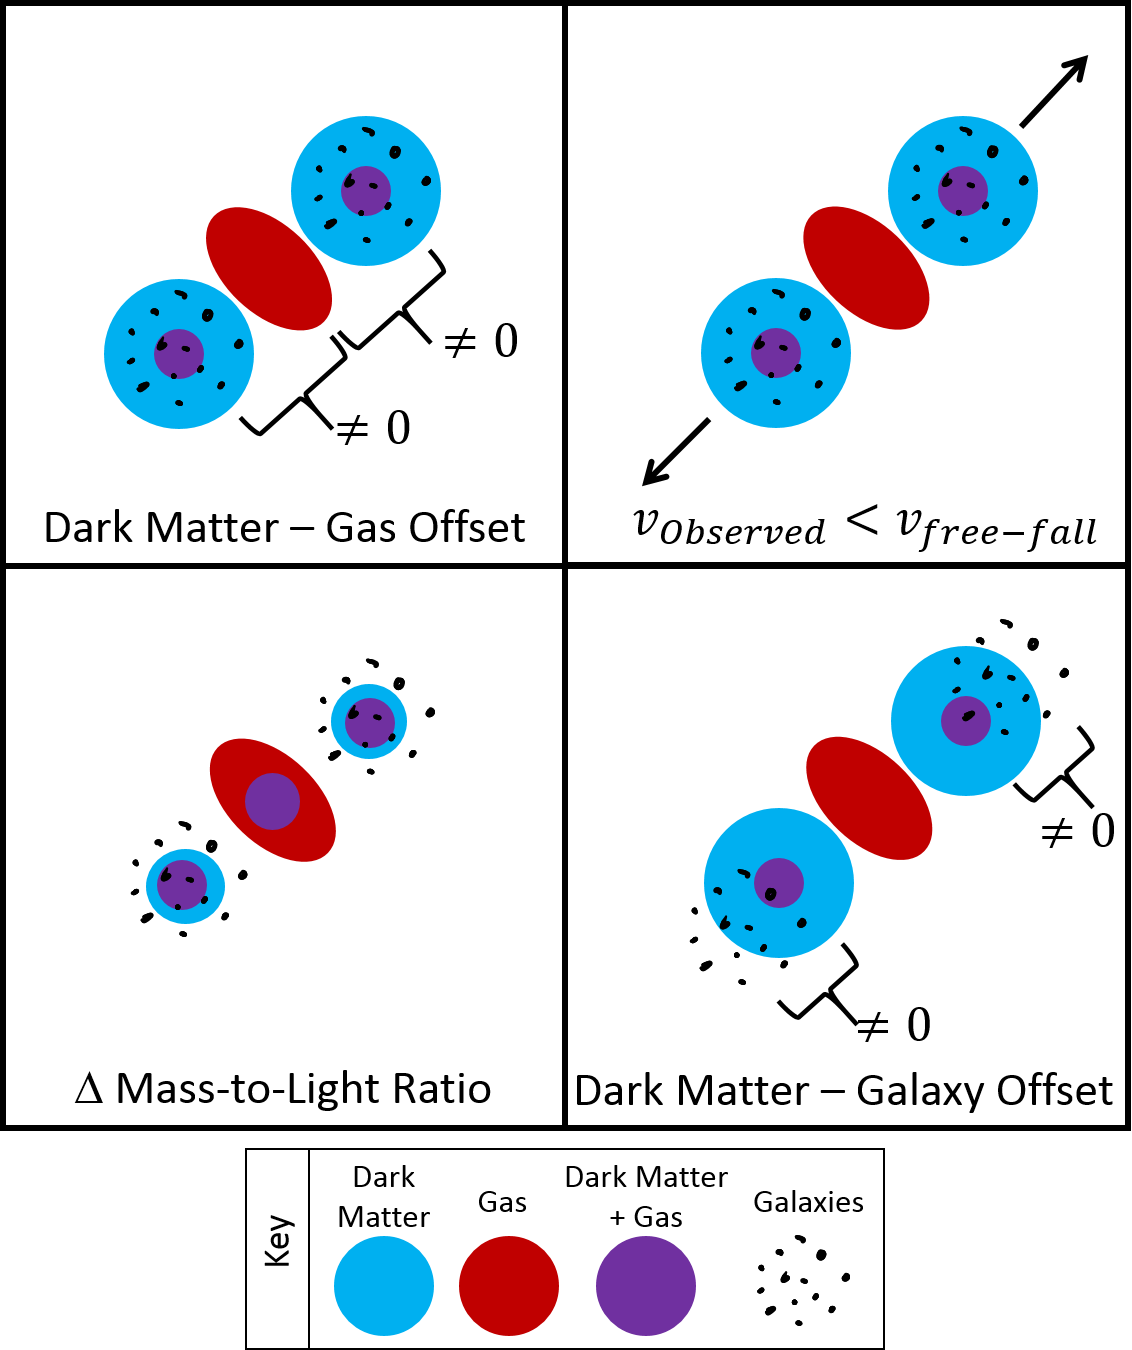 ≠ 0
≠ 0
Dark Matter – Gas Offset
v_Observed < v_free−fall
Δ Mass-to-Light Ratio
≠ 0
≠ 0
Dark Matter – Galaxy Offset
Key
Dark
Matter
Gas
Dark Matter
+ Gas
Galaxies